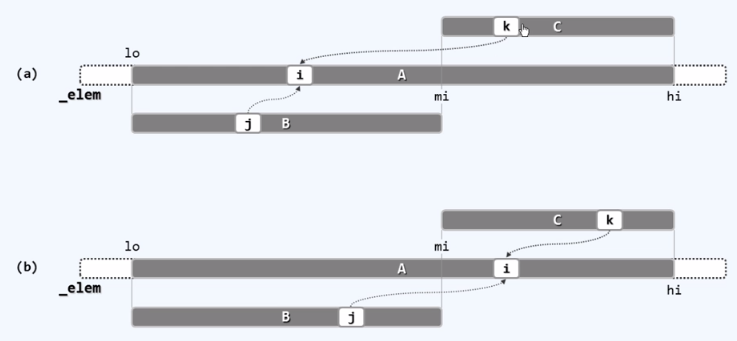 k C
lo
(a) i A
_elem mi hi
j B
C k
lo mi
(b) A i
_elem hi
B j